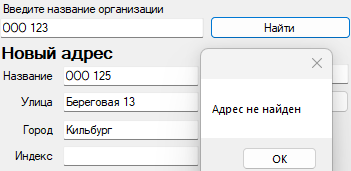 Введите название организации
ООО 123
Найти
Новый адрес
Название ООО 125
Улица Береговая 13
Город Кильбург
Индекс
Адрес не найден
OK